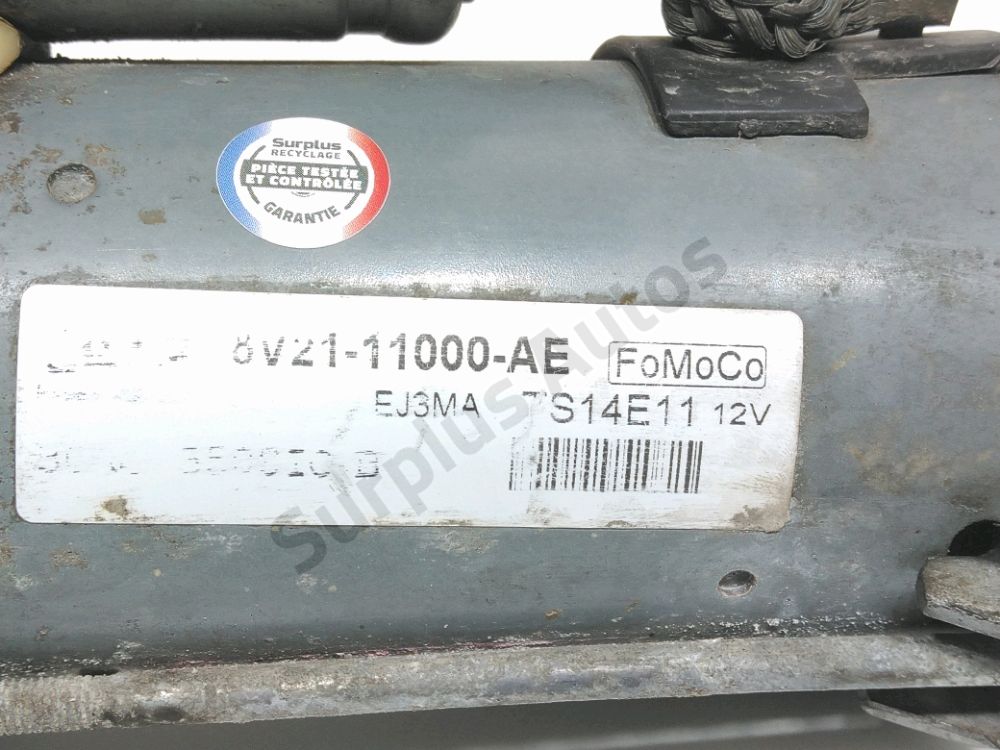 Surplus
RECYCLAGE
PIÈCE TESTÉE
ET CONTRÔLÉE
GARANTIE
8V21-11000-AE FoMoCo
EJ3MA TS14E11 12V
Surplus Autos